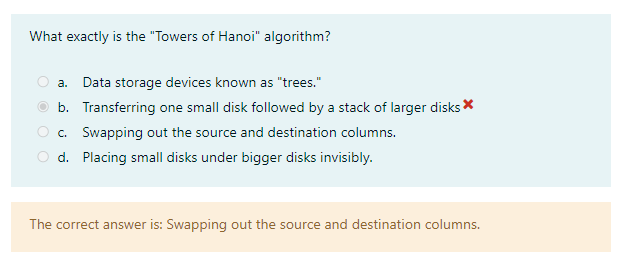 What exactly is the "Towers of Hanoi" algorithm?
a. Data storage devices known as "trees."
b. Transferring one small disk followed by a stack of larger disks
c. Swapping out the source and destination columns.
d. Placing small disks under bigger disks invisibly.
The correct answer is: Swapping out the source and destination columns.